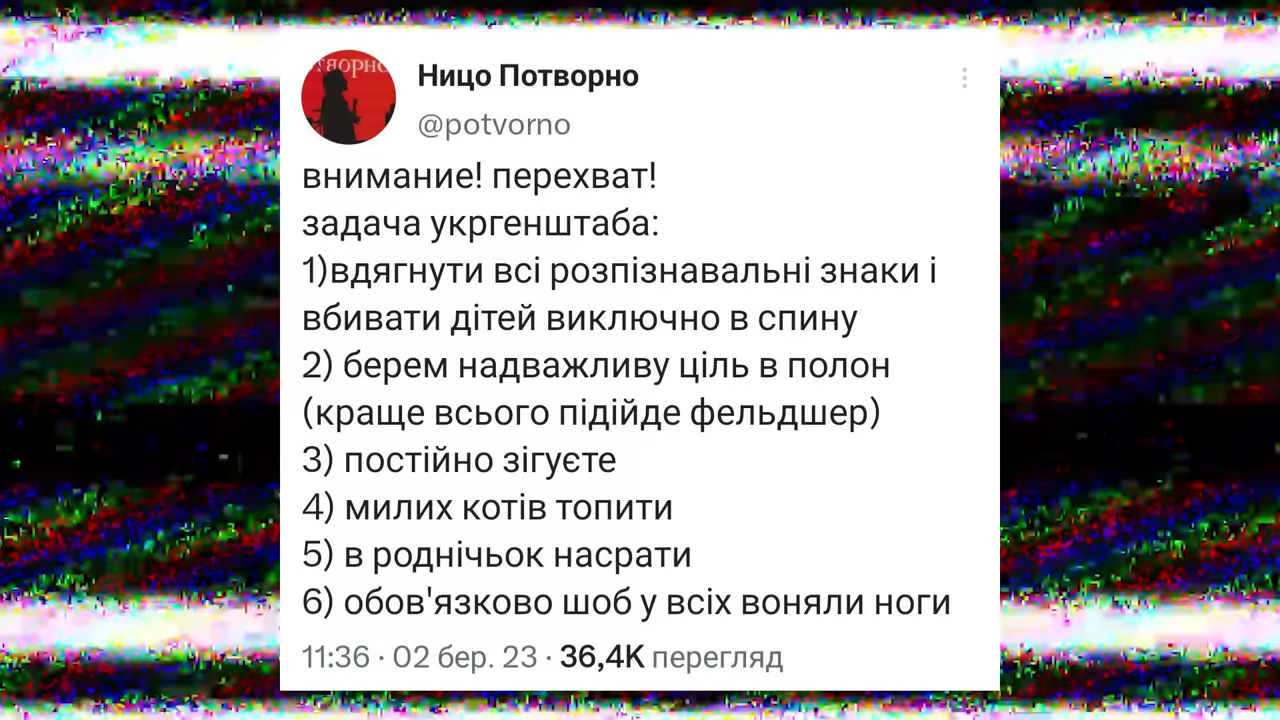 ТВОРНО
Ницо Потворно
@potvorno
внимание! перехват!
задача укргенштаба:
1)вдягнути всі розпізнавальні знаки і
вбивати дітей виключно в спину
2) берем надважливу ціль в полон
(краще всього підійде фельдшер)
3) постійно зігуєте
4) милих котів топити
5) в роднічьок насрати
6) обов'язково шоб у всіх воняли ноги
11:36 · 02 бер. 23 · 36,4K перегляд